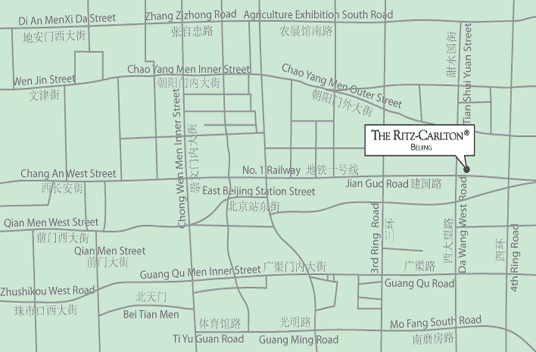 Di An MenXi Da Street
地安门西大街
Zhang Zizhong Road
张自忠路
Agriculture Exhibition South Road
农展馆南路
甜水园街
Tian Shui Yuan Street
Wen Jin Street
文津街
Chao Yang Men Inner Street
朝阳门内大街
Chao Yang Men Outer Street
朝阳门外大街
THE RITZ-CARLTON®
BEIJING
Chong Wen Men Inner Street
崇文门内大街
Chang An West Street
西长安街
No. 1 Railway 地铁一号线
Jian Guo Road 建国路
East Beijing Station Street
北京站东街
Qian Men West Street
前门西大街
Qian Men Street
前门大街
3rd Ring Road
三环
西大望路
Da Wang West Road
四环
4th Ring Road
Guang Qu Men Inner Street 广渠门内大街
广渠路
Guang Qu Road
Zhushikou West Road
珠市口西大街
北天门
Bei Tian Men
体育馆路
Ti Yu Guan Road
光明路
Guang Ming Road
Mo Fang South Road
南磨房路